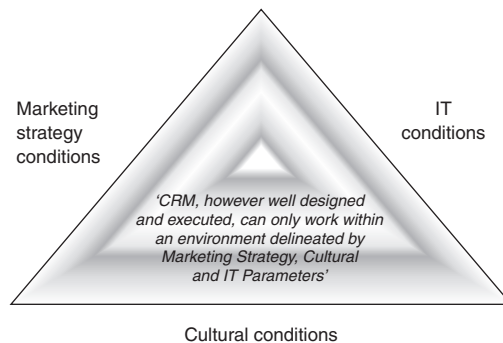 Marketing
strategy
conditions
IT
conditions
‘CRM, however well designed
and executed, can only work within
an environment delineated by
Marketing Strategy, Cultural
and IT Parameters’
Cultural conditions